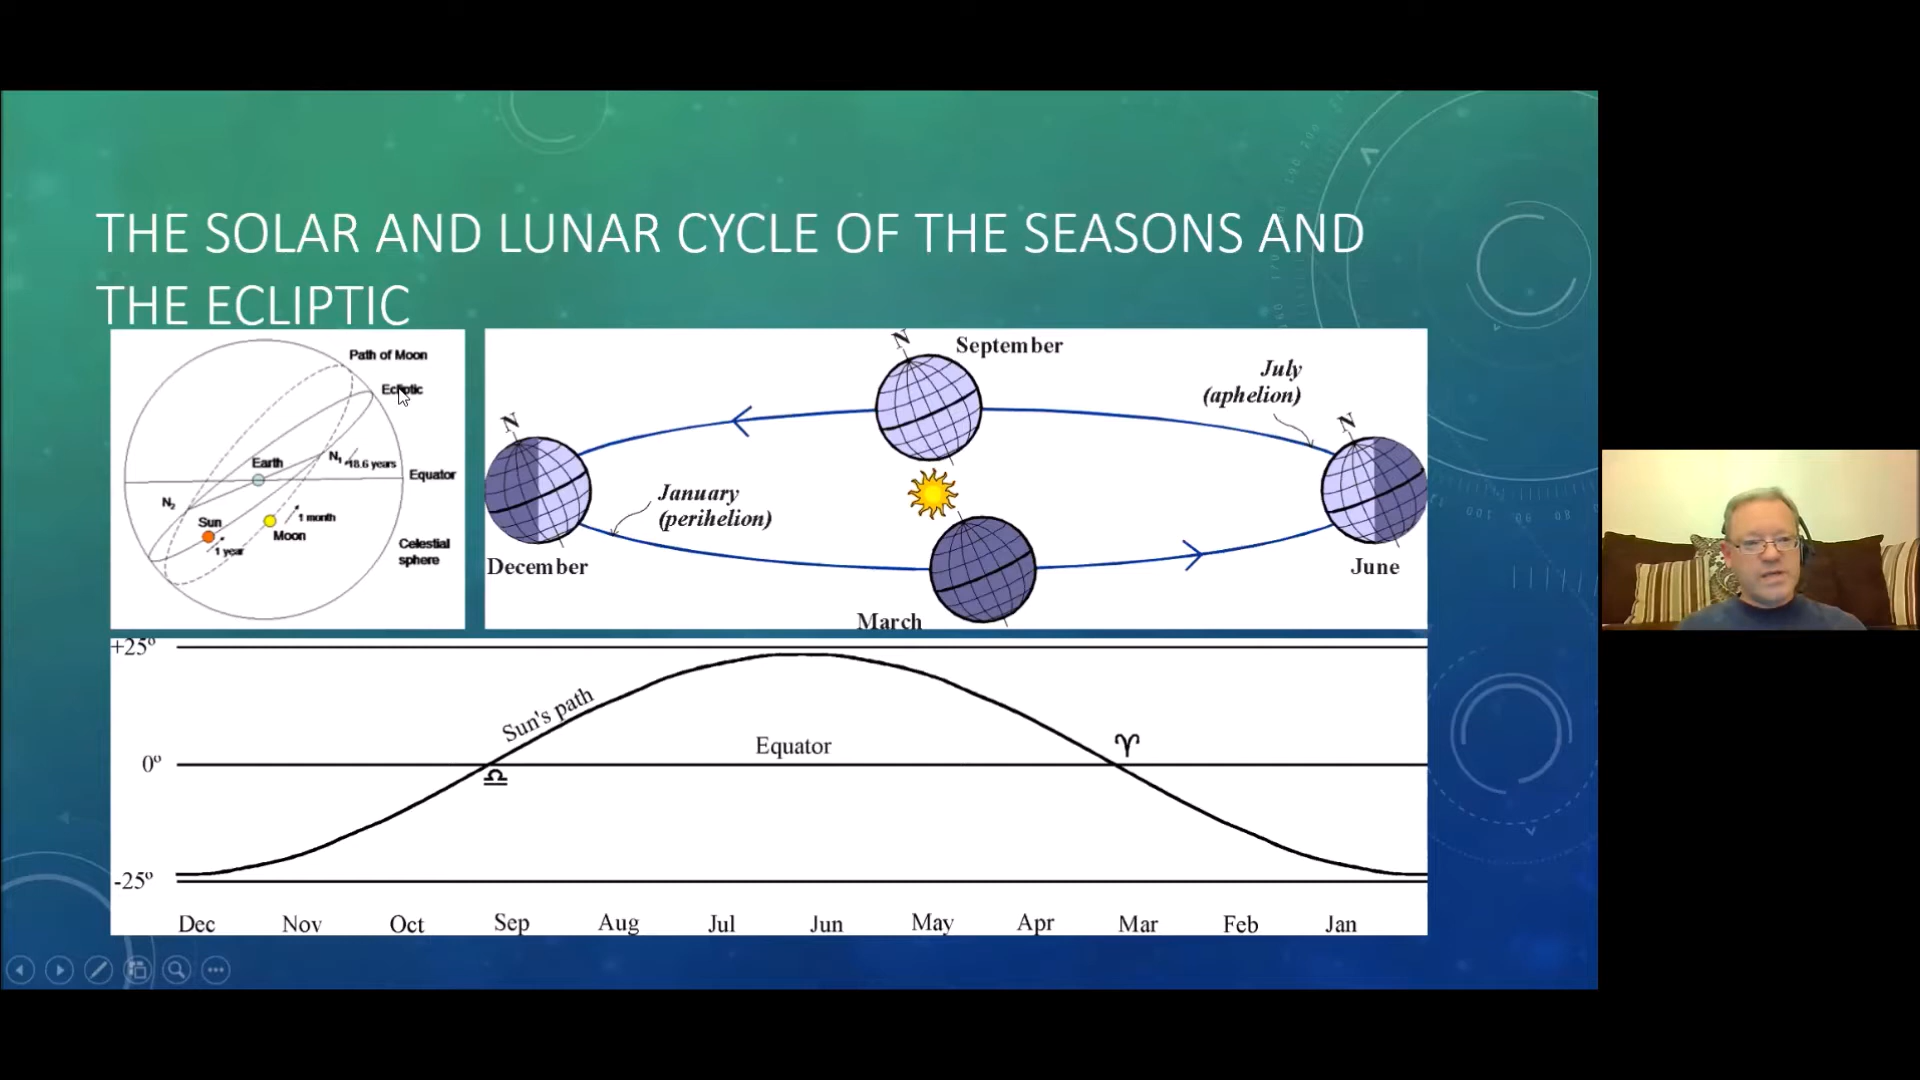 THE SOLAR AND LUNAR CYCLE OF THE SEASONS AND
THE ECLIPTIC
Path of Moon
Ecliptic
Earth
N1
18.6 years
Equator
N2
Sun
1 month
Moon
1 year
Celestial
sphere
N
September
July
(aphelion)
N
N
January
(perihelion)
December
June
March
+25º
Sun's path
Equator
♈
0º
♎
-25º
Dec Nov Oct Sep Aug Jul Jun May Apr Mar Feb Jan